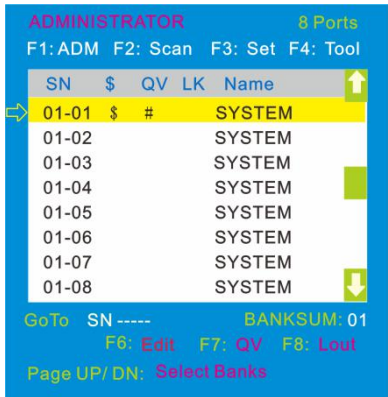 ADMINISTRATOR 8 Ports
F1: ADM F2: Scan F3: Set F4: Tool
SN $ QV LK Name
01-01 $ # SYSTEM
01-02 SYSTEM
01-03 SYSTEM
01-04 SYSTEM
01-05 SYSTEM
01-06 SYSTEM
01-07 SYSTEM
01-08 SYSTEM
GoTo SN ----- BANKSUM: 01
F6: Edit F7: QV F8: Lout
Page UP/ DN: Select Banks